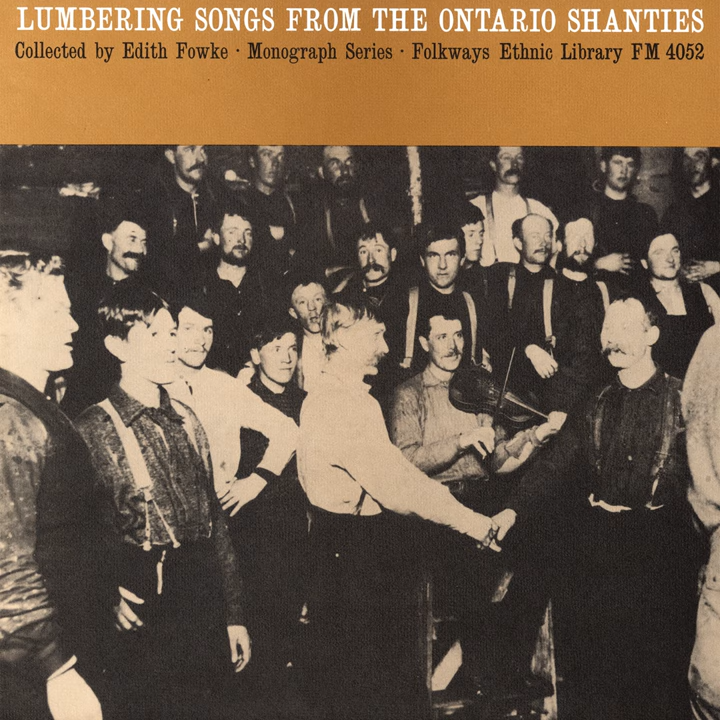 LUMBERING SONGS FROM THE ONTARIO SHANTIES
Collected by Edith Fowke · Monograph Series · Folkways Ethnic Library FM 4052